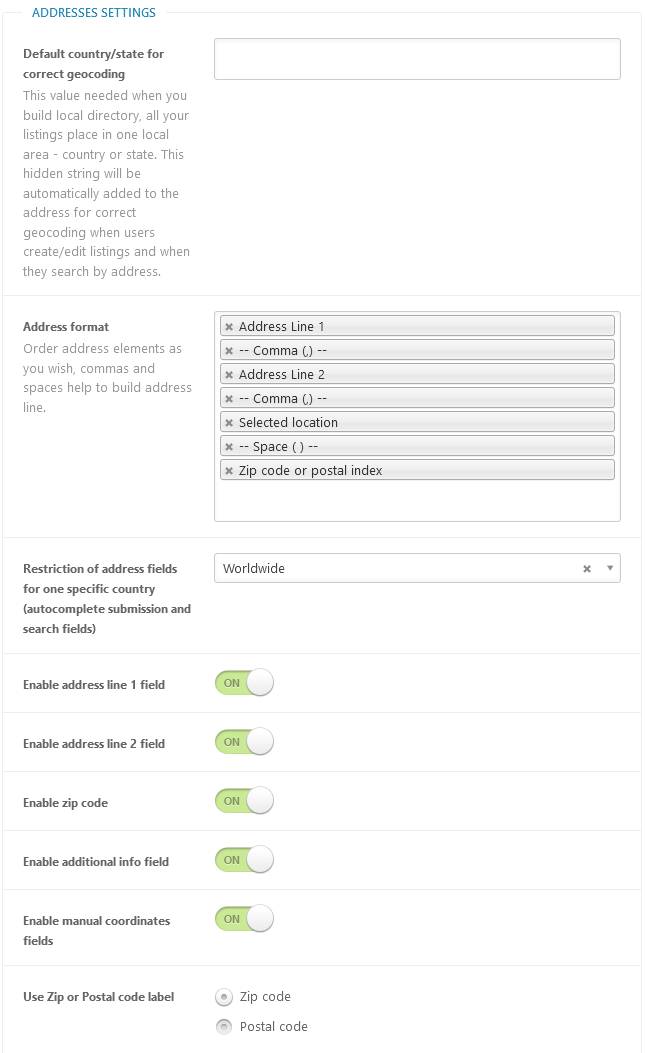 ADDRESSES SETTINGS
Default country/state for
correct geocoding
This value needed when you
build local directory, all your
listings place in one local
area - country or state. This
hidden string will be
automatically added to the
address for correct
geocoding when users
create/edit listings and when
they search by address.
Address format
Order address elements as
you wish, commas and
spaces help to build address
line.
Address Line 1
-- Comma (,) --
Address Line 2
-- Comma (,) --
Selected location
-- Space ( ) --
Zip code or postal index
Restriction of address fields
for one specific country
(autocomplete submission and
search fields)
Worldwide
Enable address line 1 field
ON
Enable address line 2 field
ON
Enable zip code
ON
Enable additional info field
ON
Enable manual coordinates
fields
ON
Use Zip or Postal code label
Zip code
Postal code